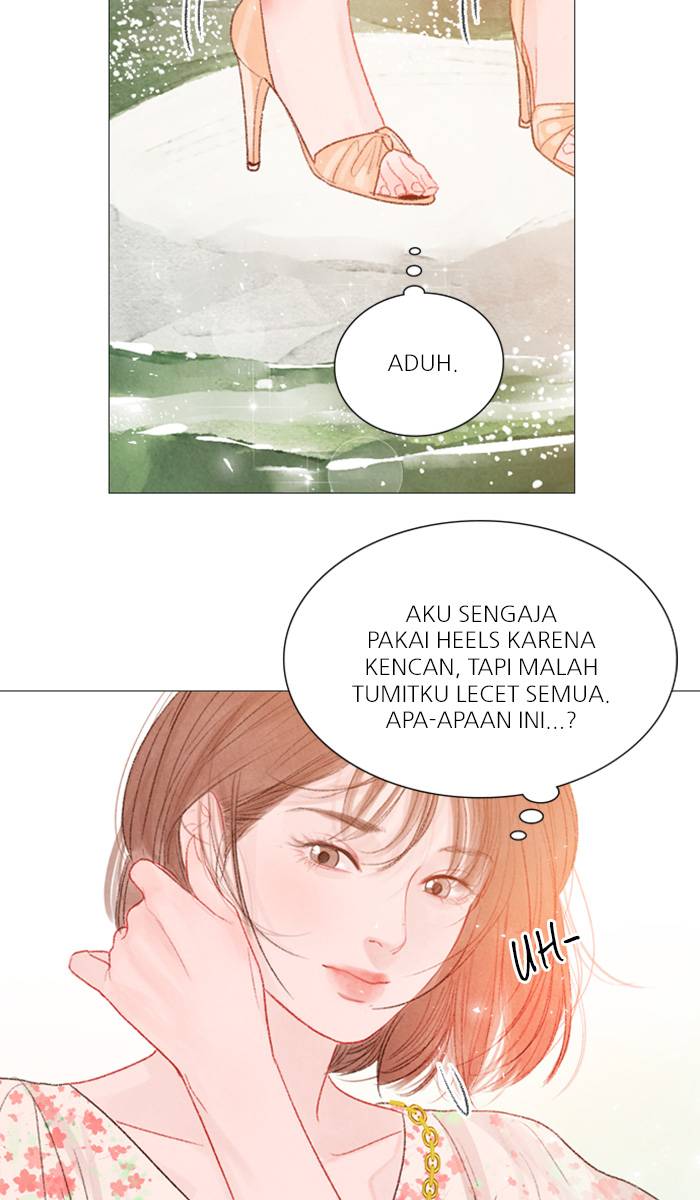 ADUH.
AKU SENGAJA
PAKAI HEELS KARENA
KENCAN, TAPI MALAH
TUMITKU LECET SEMUA.
APA-APAAN INI...?
UH-